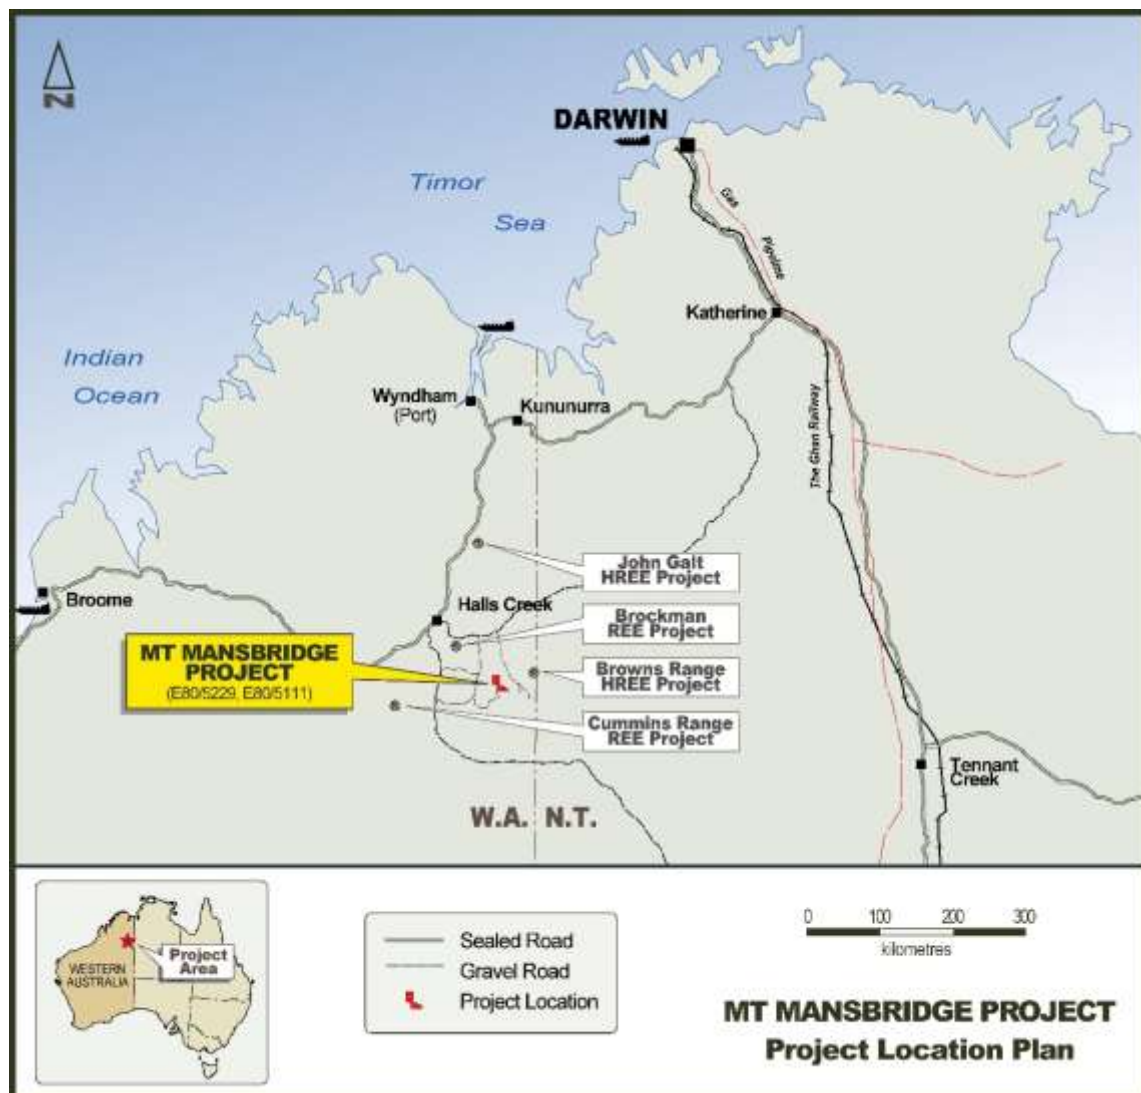 N
DARWIN
Timor
Sea
Gas
Pipeline
Katherine
Indian
Ocean
Wyndham
(Port)
Kununurra
The Ghan Railway
John Galt
HREE Project
Broome
Halls Creek
Brockman
REE Project
MT MANSBRIDGE
PROJECT
(E80/5229, E80/5111)
Browns Range
HREE Project
Cummins Range
REE Project
Tennant
Creek
W.A. N.T.
Project
Area
WESTERN
AUSTRALIA
Sealed Road
Gravel Road
Project Location
0 100 200 300
kilometres
MT MANSBRIDGE PROJECT
Project Location Plan